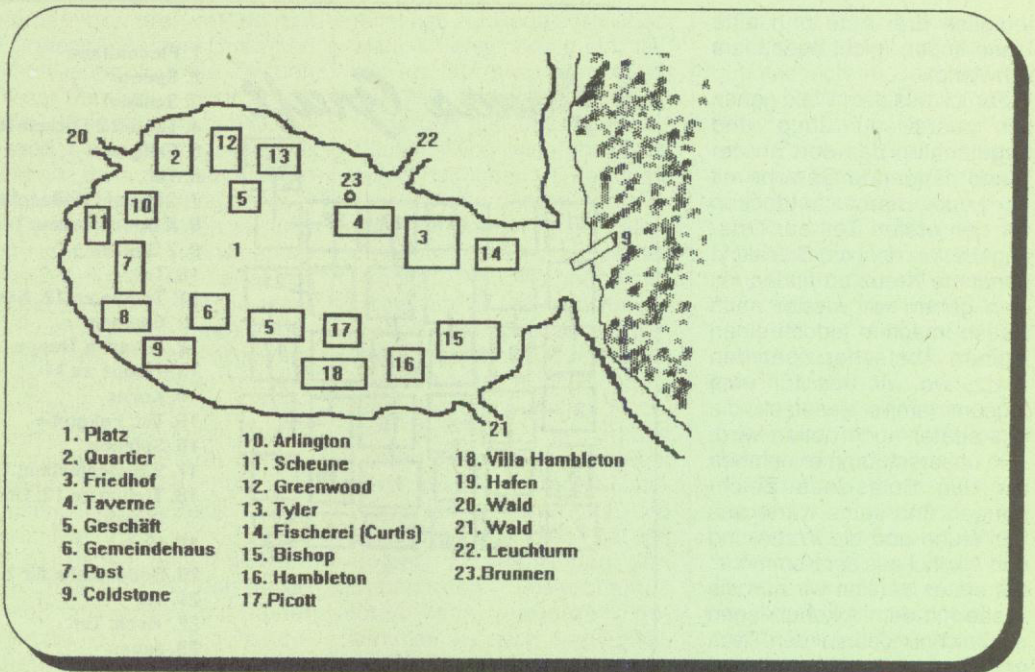 20
2
12
13
22
23
5
10
4
11
3
1
14
19
7
8
6
5
17
15
9
18
16
21
1. Platz
2. Quartier
3. Friedhof
4. Taverne
5. Geschäft
6. Gemeindehaus
7. Post
9. Coldstone
10. Arlington
11. Scheune
12. Greenwood
13. Tyler
14. Fischerei (Curtis)
15. Bishop
16. Hambleton
17.Picott
18. Villa Hambleton
19. Hafen
20. Wald
21. Wald
22. Leuchturm
23.Brunnen